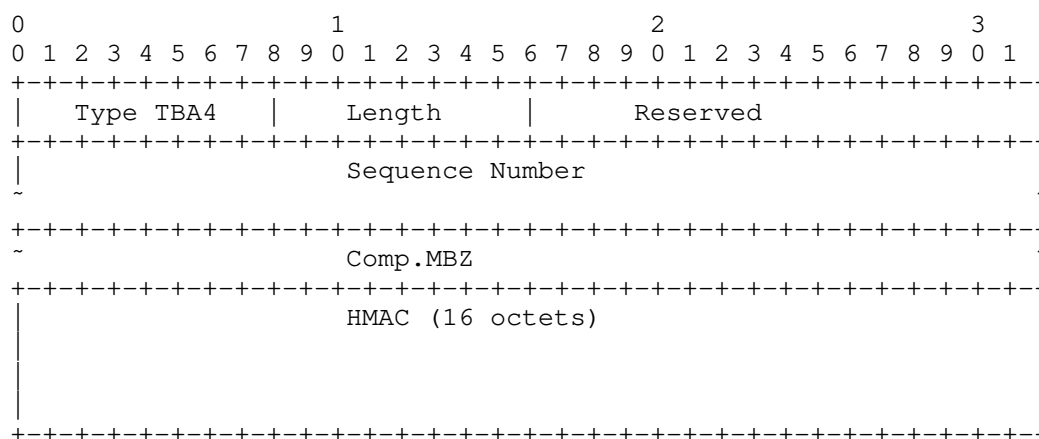 0                   1                   2                   3
0 1 2 3 4 5 6 7 8 9 0 1 2 3 4 5 6 7 8 9 0 1 2 3 4 5 6 7 8 9 0 1
+-+-+-+-+-+-+-+-+-+-+-+-+-+-+-+-+-+-+-+-+-+-+-+-+-+-+-+-+-+-+-+-
|   Type TBA4   |    Length     |      Reserved
+-+-+-+-+-+-+-+-+-+-+-+-+-+-+-+-+-+-+-+-+-+-+-+-+-+-+-+-+-+-+-+-
|                    Sequence Number
~                                                               ~
+-+-+-+-+-+-+-+-+-+-+-+-+-+-+-+-+-+-+-+-+-+-+-+-+-+-+-+-+-+-+-+-
~                    Comp.MBZ                                   ~
+-+-+-+-+-+-+-+-+-+-+-+-+-+-+-+-+-+-+-+-+-+-+-+-+-+-+-+-+-+-+-+-
|                    HMAC (16 octets)
|
|
|
+-+-+-+-+-+-+-+-+-+-+-+-+-+-+-+-+-+-+-+-+-+-+-+-+-+-+-+-+-+-+-+-